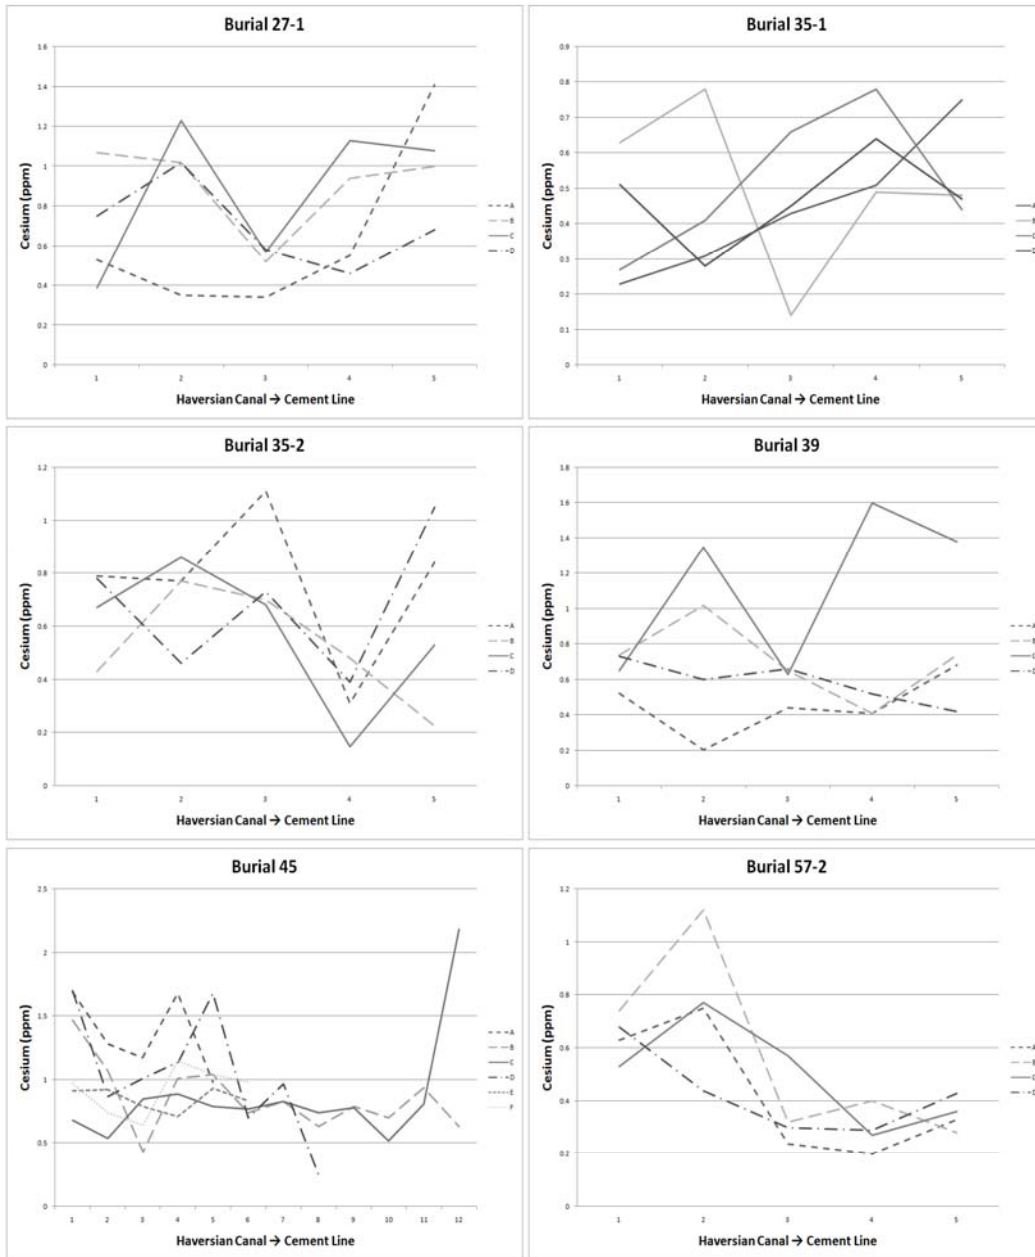 Burial 27-1
Cesium (ppm)
1.6
1.4
1.2
1
0.8
0.6
0.4
0.2
0
1 2 3 4 5
Haversian Canal → Cement Line
A
B
C
D
Burial 35-1
Cesium (ppm)
0.9
0.8
0.7
0.6
0.5
0.4
0.3
0.2
0.1
0
1 2 3 4 5
Haversian Canal → Cement Line
A
Burial 35-2
Cesium (ppm)
1.2
1
0.8
0.6
0.4
0.2
0
1 2 3 4 5
Haversian Canal → Cement Line
A
B
C
D
Burial 39
Cesium (ppm)
1.8
1.6
1.4
1.2
1
0.8
0.6
0.4
0.2
0
1 2 3 4 5
Haversian Canal → Cement Line
A
Burial 45
Cesium (ppm)
2.5
2
1.5
1
0.5
0
1 2 3 4 5 6 7 8 9 10 11 12
Haversian Canal → Cement Line
A
B
C
D
E
F
Burial 57-2
Cesium (ppm)
1.2
1
0.8
0.6
0.4
0.2
0
1 2 3 4 5
Haversian Canal → Cement Line
A